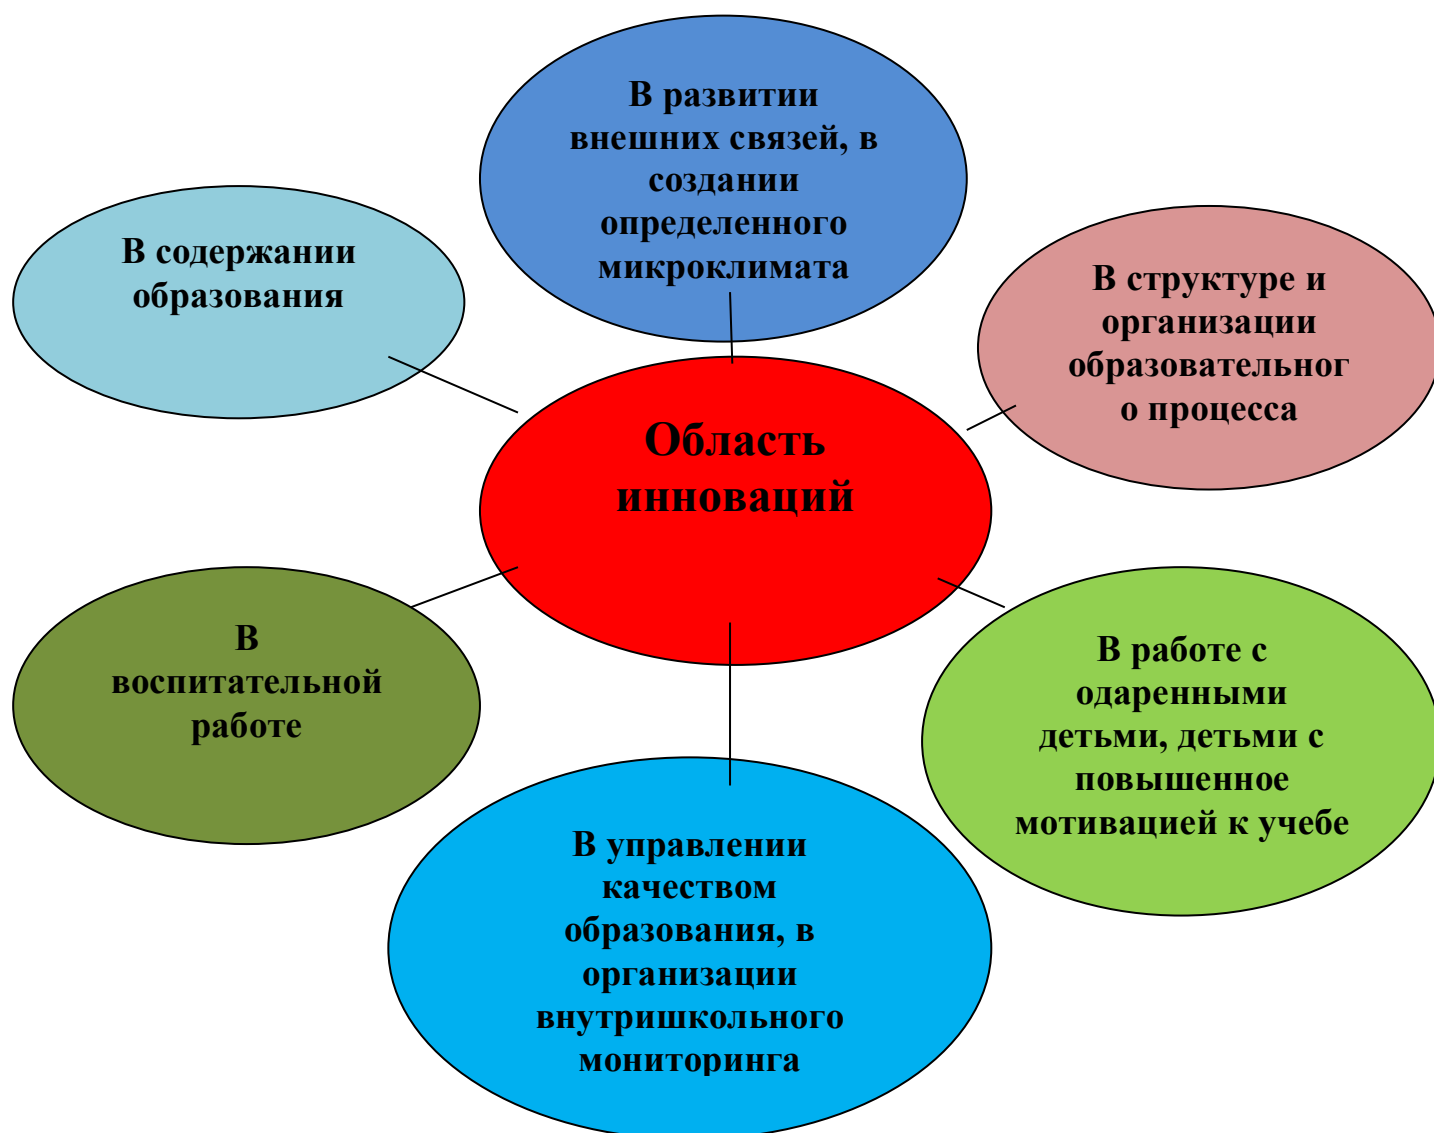 В развитии
внешних связей, в
создании
определенного
микроклимата
В содержании
образования
В структуре и
организации
образовательног
о процесса
Область
инноваций
В
воспитательной
работе
В работе с
одаренными
детьми, детьми с
повышенное
мотивацией к учебе
В управлении
качеством
образования, в
организации
внутришкольного
мониторинга